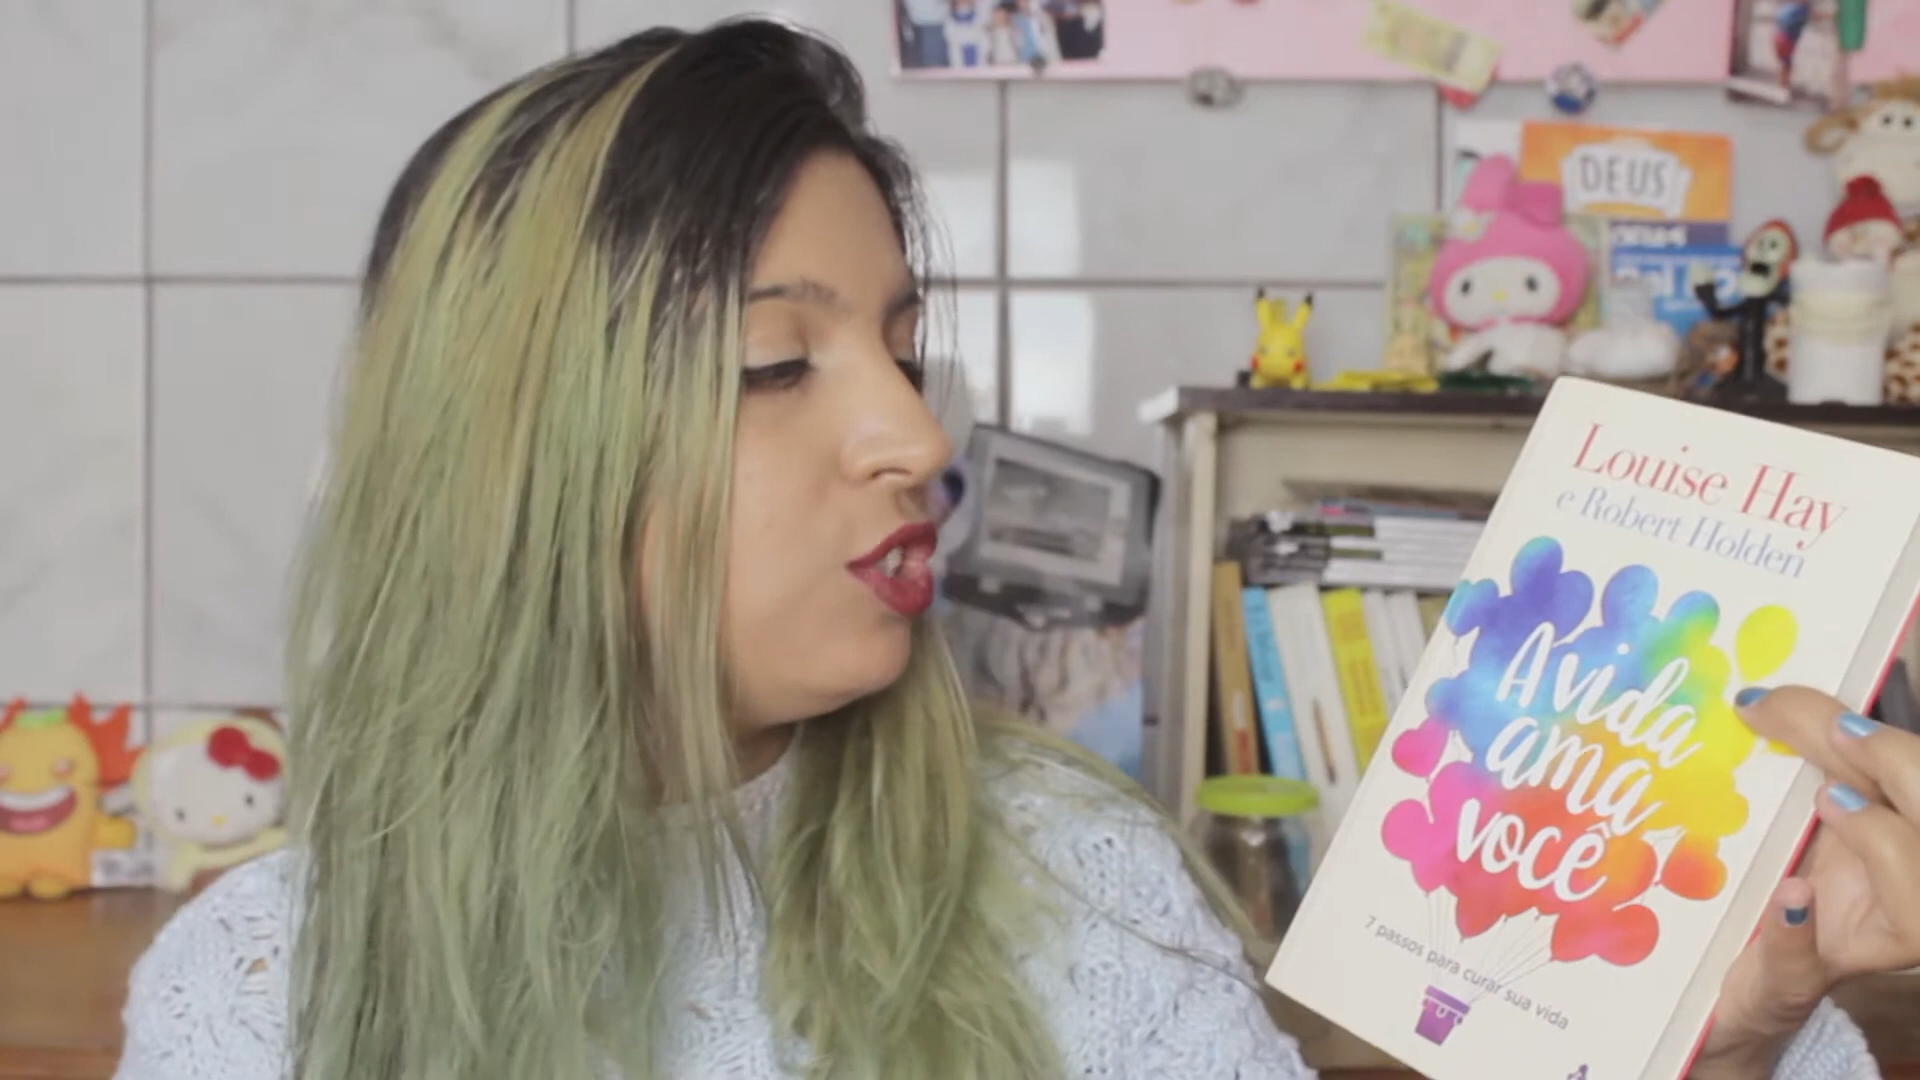 DEUS
Louise Hay
e Robert Holden
A vida
ama
você
7 passos para curar sua vida